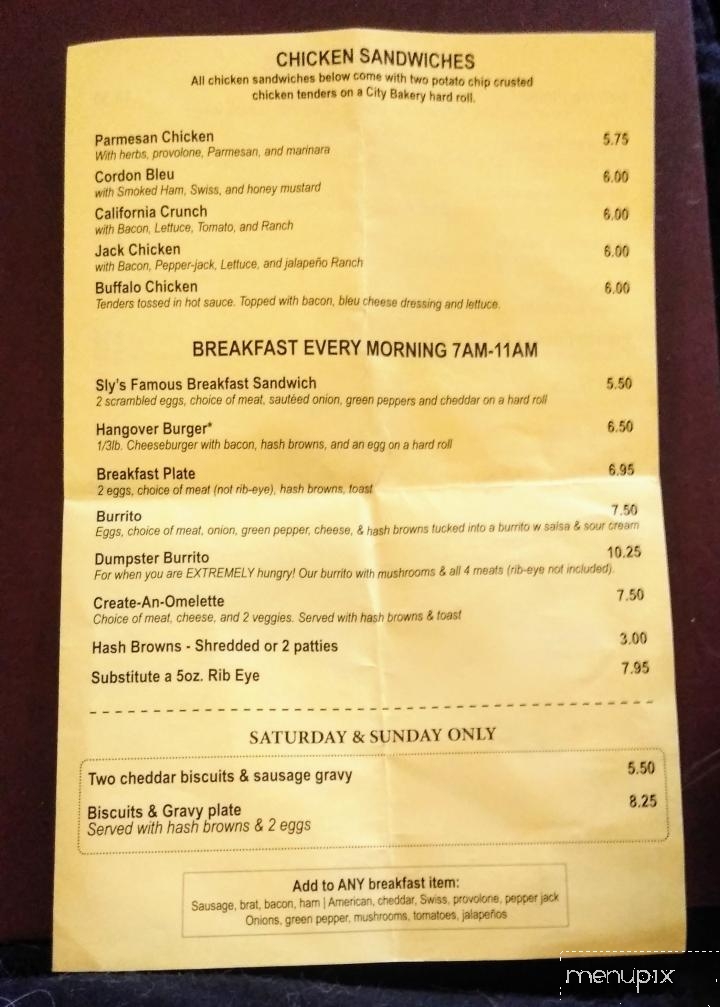 CHICKEN SANDWICHES
All chicken sandwiches below come with two potato chip crusted
chicken tenders on a City Bakery hard roll.
Parmesan Chicken 5.75
With herbs, provolone, Parmesan, and marinara
Cordon Bleu 6.00
with Smoked Ham, Swiss, and honey mustard
California Crunch 6.00
with Bacon, Lettuce, Tomato, and Ranch
Jack Chicken 6.00
with Bacon, Pepper-jack, Lettuce, and jalapeño Ranch
Buffalo Chicken 6.00
Tenders tossed in hot sauce. Topped with bacon, bleu cheese dressing and lettuce.
BREAKFAST EVERY MORNING 7AM-11AM
Sly's Famous Breakfast Sandwich 5.50
2 scrambled eggs, choice of meat, sautéed onion, green peppers and cheddar on a hard roll
Hangover Burger* 6.50
1/3lb. Cheeseburger with bacon, hash browns, and an egg on a hard roll
Breakfast Plate 6.95
2 eggs, choice of meat (not rib-eye), hash browns, toast
Burrito 7.50
Eggs, choice of meat, onion, green pepper, cheese, & hash browns tucked into a burrito w salsa & sour cream
Dumpster Burrito 10.25
For when you are EXTREMELY hungry! Our burrito with mushrooms & all 4 meats (rib-eye not included).
Create-An-Omelette 7.50
Choice of meat, cheese, and 2 veggies. Served with hash browns & toast
Hash Browns - Shredded or 2 patties 3.00
Substitute a 5oz. Rib Eye 7.95
SATURDAY & SUNDAY ONLY
Two cheddar biscuits & sausage gravy 5.50
Biscuits & Gravy plate 8.25
Served with hash browns & 2 eggs
Add to ANY breakfast item:
Sausage, brat, bacon, ham | American, cheddar, Swiss, provolone, pepper jack
Onions, green pepper, mushrooms, tomatoes, jalapeños
menupix